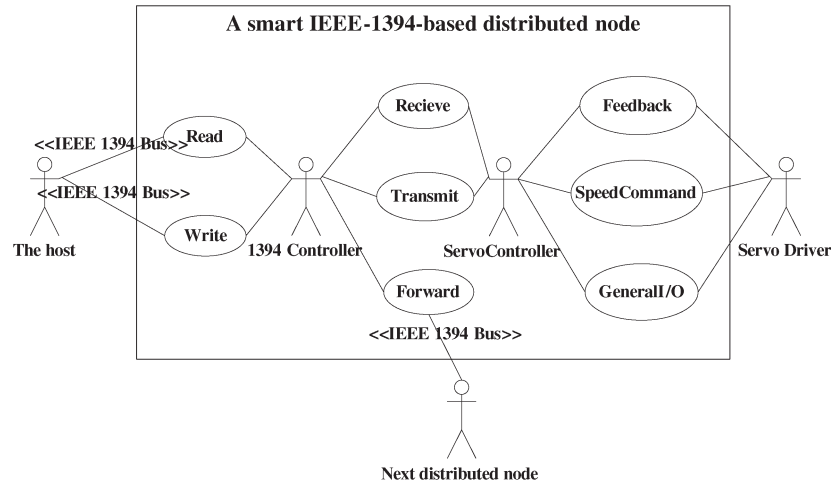 A smart IEEE-1394-based distributed node
Recieve
Feedback
Read
<<IEEE 1394 Bus>>
<<IEEE 1394 Bus>>
Transmit
SpeedCommand
Write
The host
1394 Controller
ServoController
Servo Driver
Forward
GeneralI/O
<<IEEE 1394 Bus>>
Next distributed node